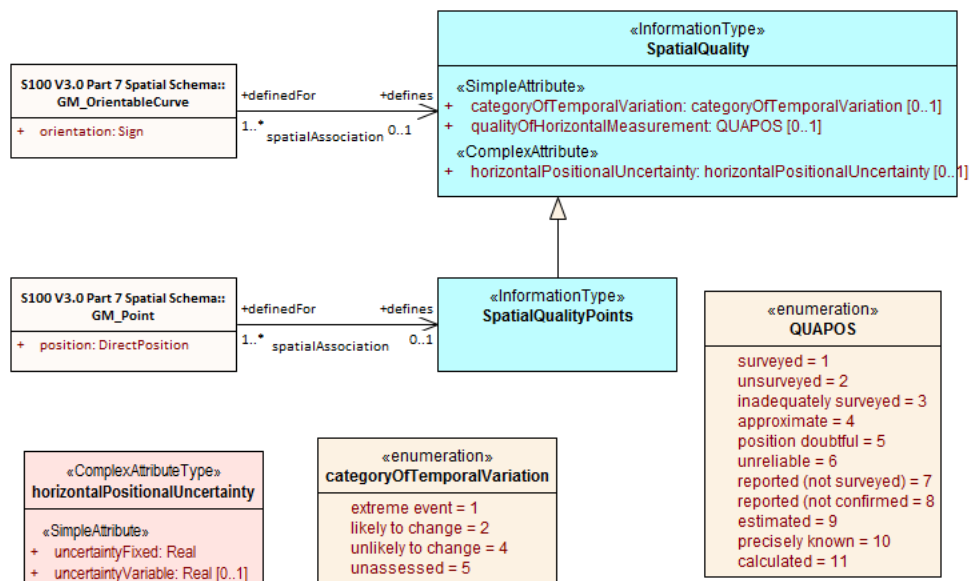 «InformationType»
SpatialQuality
«SimpleAttribute»
+ categoryOfTemporalVariation: categoryOfTemporalVariation [0..1]
+ qualityOfHorizontalMeasurement: QUAPOS [0..1]
«ComplexAttribute»
+ horizontalPositionalUncertainty: horizontalPositionalUncertainty [0..1]
S100 V3.0 Part 7 Spatial Schema::
GM_OrientableCurve
+ orientation: Sign
+definedFor +defines
1..* spatialAssociation 0..1
S100 V3.0 Part 7 Spatial Schema::
GM_Point
+ position: DirectPosition
+definedFor +defines
1..* spatialAssociation 0..1
«InformationType»
SpatialQualityPoints
«enumeration»
QUAPOS
surveyed = 1
unsurveyed = 2
inadequately surveyed = 3
approximate = 4
position doubtful = 5
unreliable = 6
reported (not surveyed) = 7
reported (not confirmed = 8
estimated = 9
precisely known = 10
calculated = 11
«ComplexAttributeType»
horizontalPositionalUncertainty
«SimpleAttribute»
+ uncertaintyFixed: Real
+ uncertaintyVariable: Real [0..1]
«enumeration»
categoryOfTemporalVariation
extreme event = 1
likely to change = 2
unlikely to change = 4
unassessed = 5